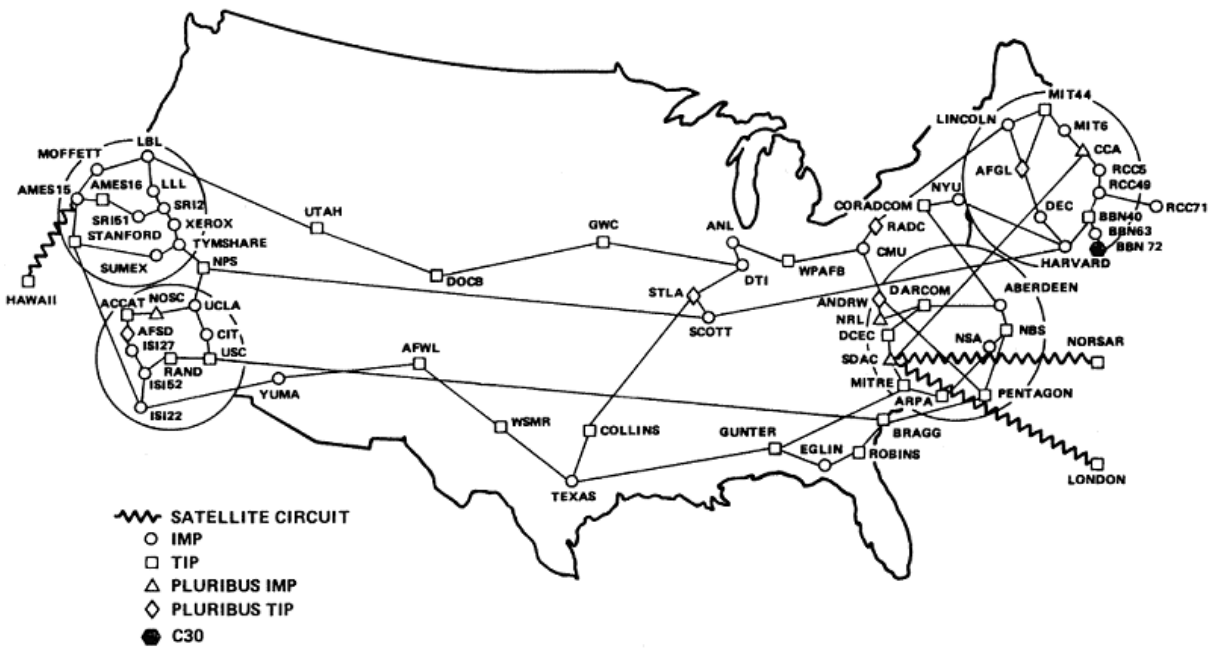 MIT44
LINCOLN
MIT6
CCA
LBL
MOFFETT
AFGL
RCC5
AMES16
AMES15
LLL
NYU
RCC49
SRI2
CORADCOM
DEC
RCC71
SRI51
UTAH
GWC
ANL
RADC
BBN40
XEROX
BBN63
STANFORD
TYMSHARE
CMU
BBN 72
SUMEX
NPS
HARVARD
DOCB
DTI
WPAFB
HAWAII
STLA
DARCOM
ABERDEEN
ACCAT
NOSC
UCLA
ANDRW
SCOTT
NRL
AFSD
CIT
DCEC
NSA
NBS
ISI27
USC
AFWL
SDAC
NORSAR
RAND
ISI52
MITRE
YUMA
ARPA
PENTAGON
ISI22
WSMR
COLLINS
GUNTER
BRAGG
EGLIN
ROBINS
TEXAS
LONDON
SATELLITE CIRCUIT
IMP
TIP
PLURIBUS IMP
PLURIBUS TIP
C30